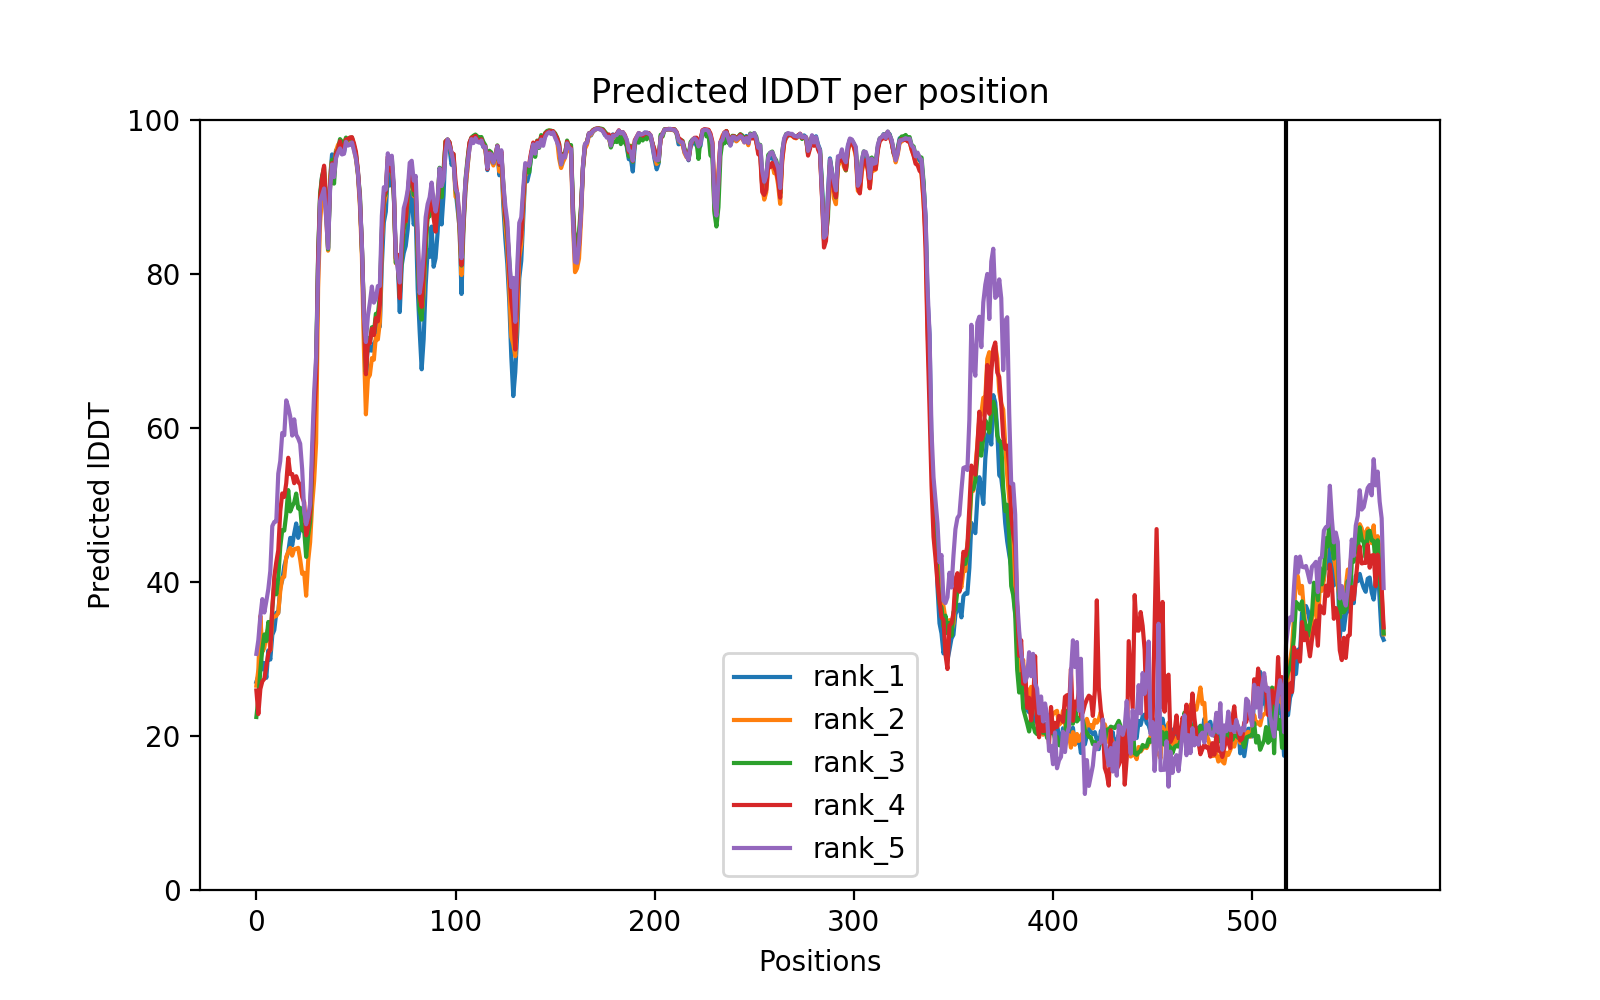 Predicted lDDT per position
100
80
60
40
20
0
Predicted lDDT
rank_1
rank_2
rank_3
rank_4
rank_5
0 100 200 300 400 500
Positions